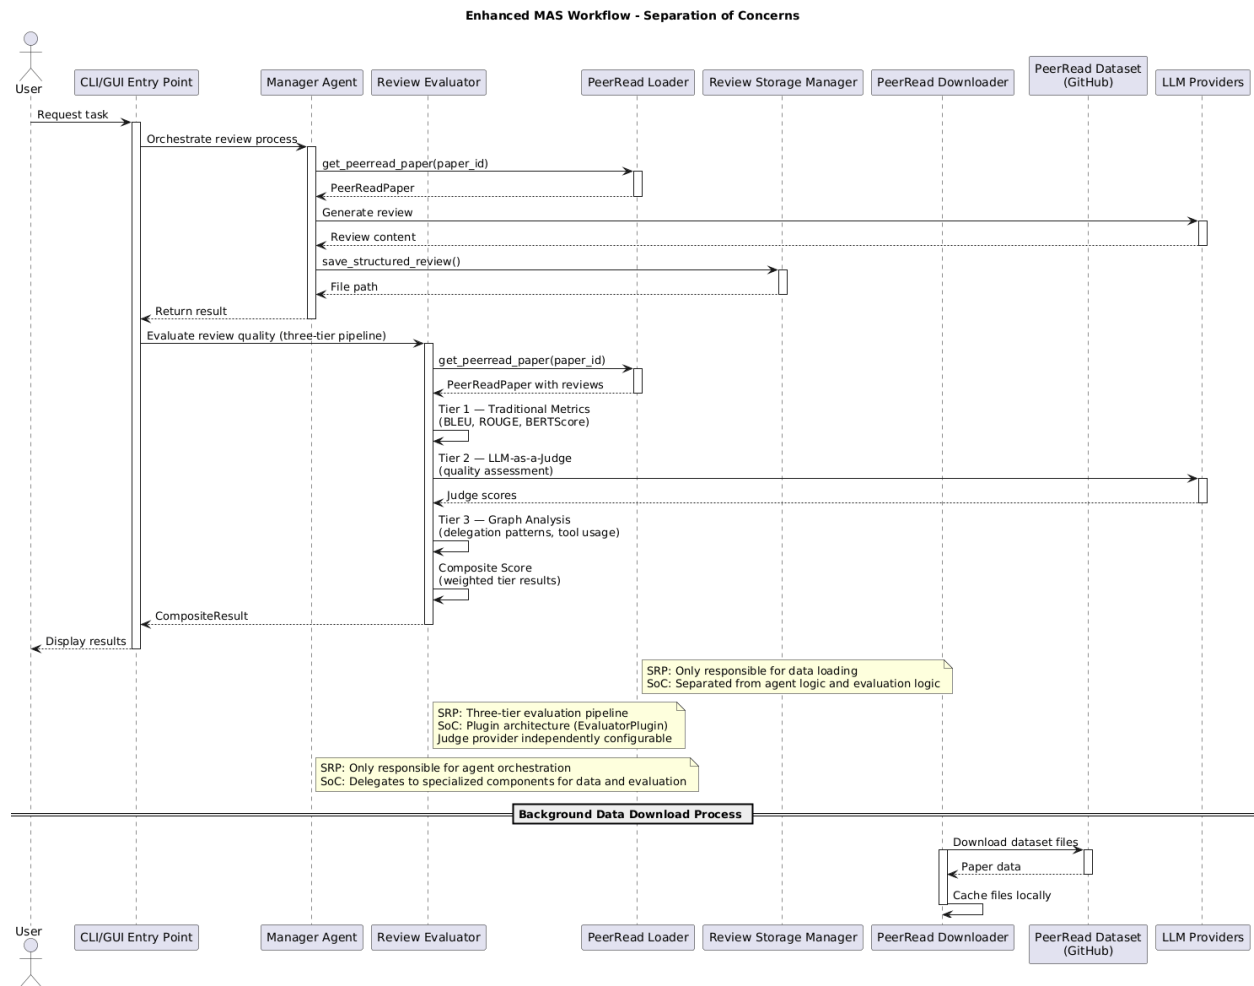 Enhanced MAS Workflow - Separation of Concerns
User
CLI/GUI Entry Point
Manager Agent
Review Evaluator
PeerRead Loader
Review Storage Manager
PeerRead Downloader
PeerRead Dataset
(GitHub)
LLM Providers
Request task
Orchestrate review process
get_peerread_paper(paper_id)
PeerReadPaper
Generate review
Review content
save_structured_review()
File path
Return result
Evaluate review quality (three-tier pipeline)
get_peerread_paper(paper_id)
PeerReadPaper with reviews
Tier 1 — Traditional Metrics
(BLEU, ROUGE, BERTScore)
Tier 2 — LLM-as-a-Judge
(quality assessment)
Judge scores
Tier 3 — Graph Analysis
(delegation patterns, tool usage)
Composite Score
(weighted tier results)
CompositeResult
Display results
SRP: Only responsible for data loading
SoC: Separated from agent logic and evaluation logic
SRP: Three-tier evaluation pipeline
SoC: Plugin architecture (EvaluatorPlugin)
Judge provider independently configurable
SRP: Only responsible for agent orchestration
SoC: Delegates to specialized components for data and evaluation
Background Data Download Process
Download dataset files
Paper data
Cache files locally
User
CLI/GUI Entry Point
Manager Agent
Review Evaluator
PeerRead Loader
Review Storage Manager
PeerRead Downloader
PeerRead Dataset
(GitHub)
LLM Providers